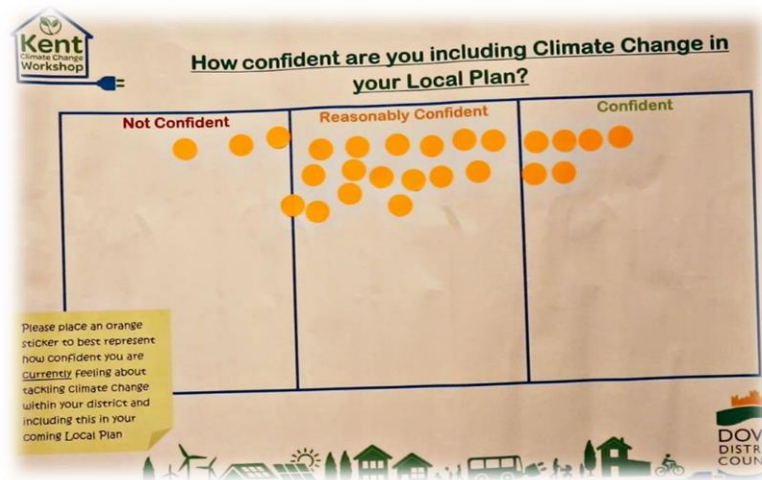 Kent
Climate Change
Workshop
How confident are you including Climate Change in
your Local Plan?
Not Confident
Reasonably Confident
Confident
Please place an orange
sticker to best represent
how confident you are
currently feeling about
tackling climate change
within your district and
including this in your
coming Local Plan
DOV
DISTR
COUN